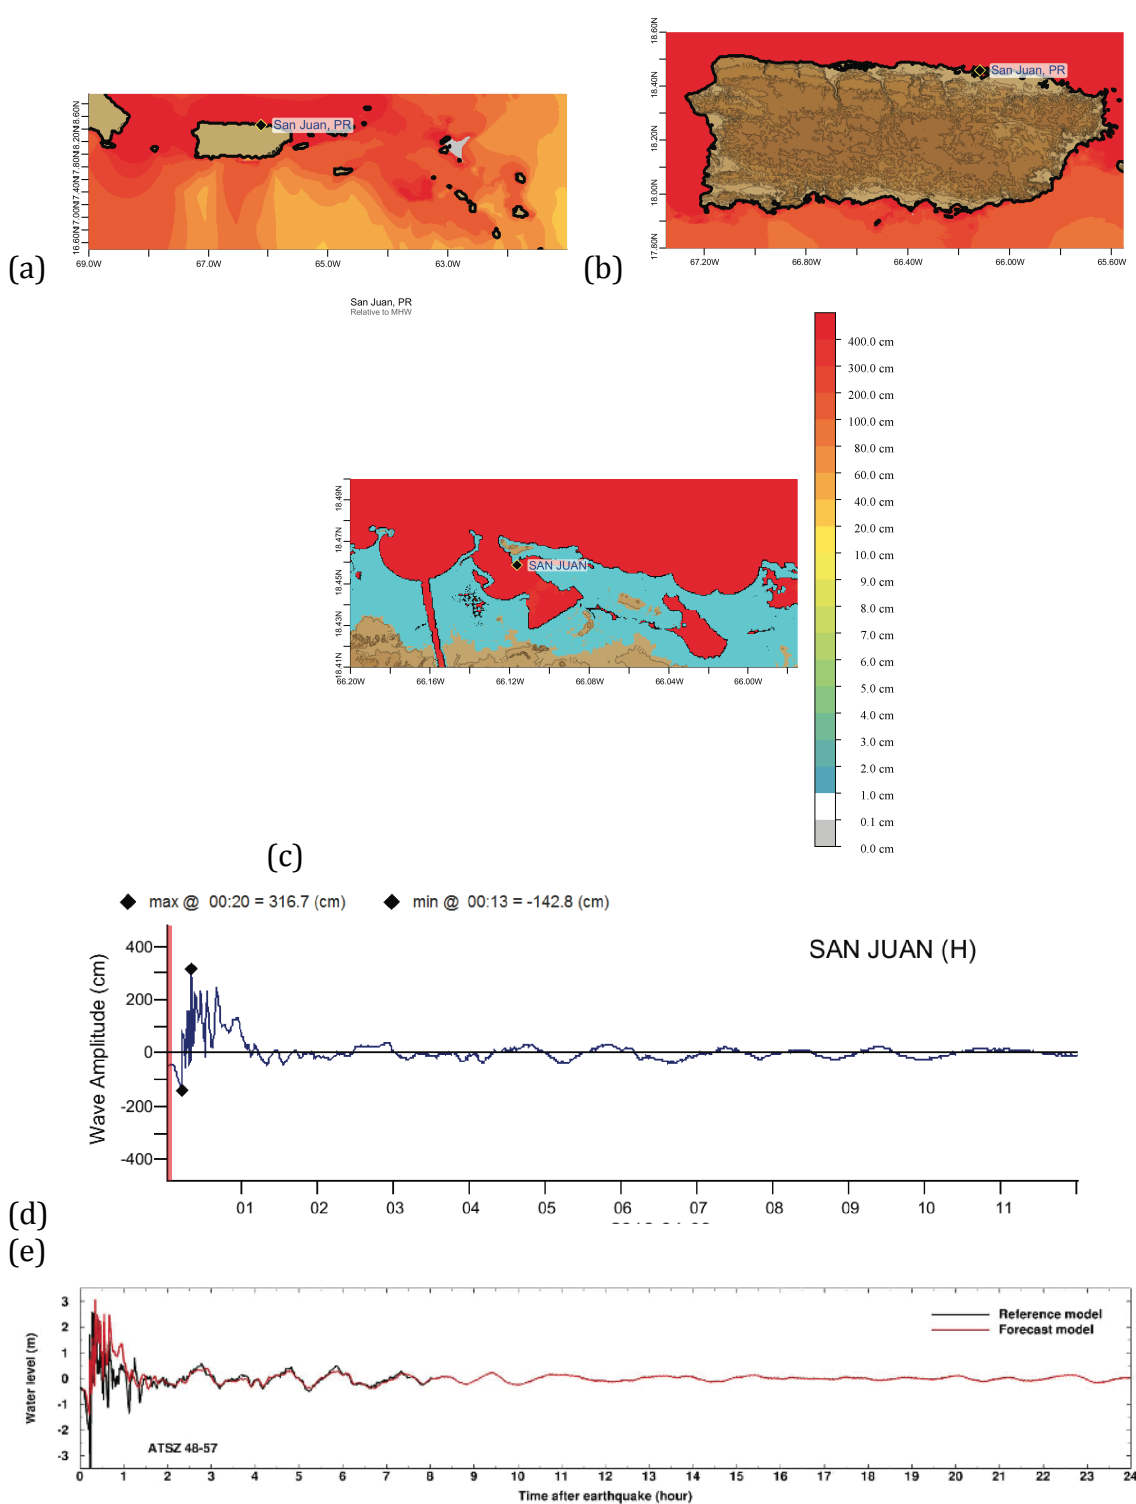 18.60N
18.20N
17.80N
17.40N
17.00N
16.60N
San Juan, PR
69.0W 67.0W 65.0W 63.0W
(a)
18.60N
18.40N
18.20N
18.00N
17.80N
San Juan, PR
67.20W 66.80W 66.40W 66.00W 65.60W
(b)
San Juan, PR
Relative to MHW
18.49N
18.47N
18.45N
18.43N
18.41N
SAN JUAN
66.20W 66.16W 66.12W 66.08W 66.04W 66.00W
400.0 cm
300.0 cm
200.0 cm
100.0 cm
80.0 cm
60.0 cm
40.0 cm
20.0 cm
10.0 cm
9.0 cm
8.0 cm
7.0 cm
6.0 cm
5.0 cm
4.0 cm
3.0 cm
2.0 cm
1.0 cm
0.1 cm
0.0 cm
(c)
max @ 00:20 = 316.7 (cm) min @ 00:13 = -142.8 (cm)
SAN JUAN (H)
Wave Amplitude (cm)
400
200
0
-200
-400
01 02 03 04 05 06 07 08 09 10 11
(d)
(e)
Water level (m)
3
2
1
0
-1
-2
-3
Reference model
Forecast model
ATSZ 48-57
0 1 2 3 4 5 6 7 8 9 10 11 12 13 14 15 16 17 18 19 20 21 22 23 24
Time after earthquake (hour)